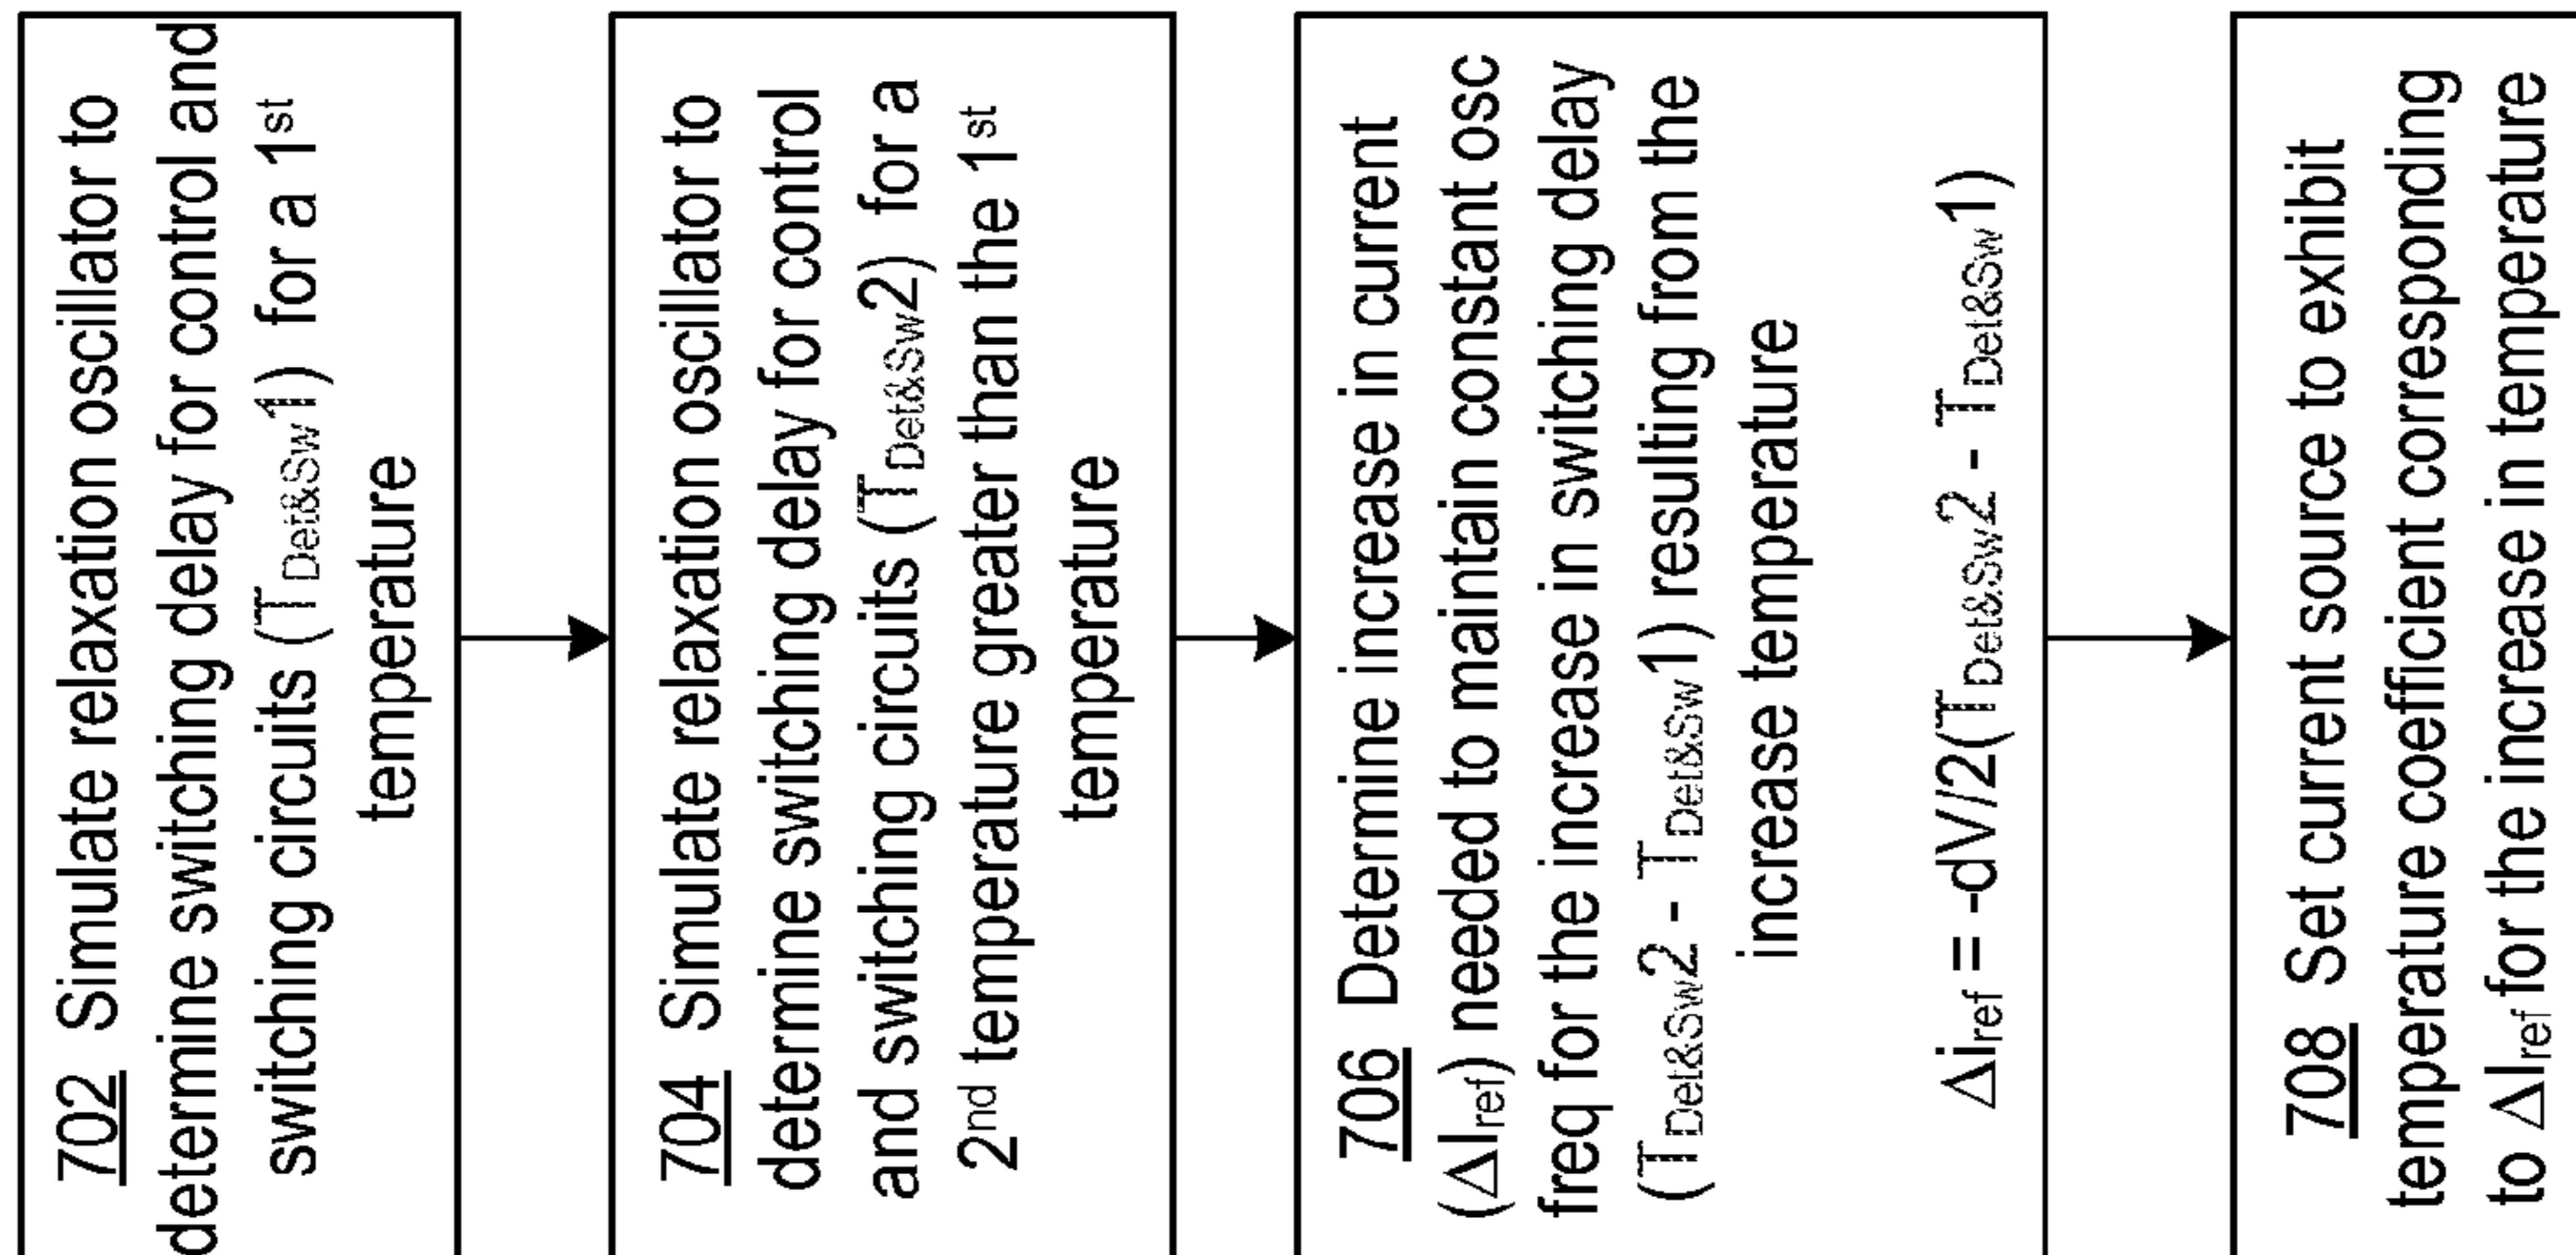 702 Simulate relaxation oscillator to
determine switching delay for control and
switching circuits (TDet&Sw1) for a 1st
temperature
704 Simulate relaxation oscillator to
determine switching delay for control
and switching circuits (TDet&Sw2) for a
2nd temperature greater than the 1st
temperature
706 Determine increase in current
(ΔIref) needed to maintain constant osc
freq for the increase in switching delay
(TDet&Sw2 - TDet&Sw1) resulting from the
increase temperature
Δiref = -dV/2(TDet&Sw2 - TDet&Sw1)
708 Set current source to exhibit
temperature coefficient corresponding
to ΔIref for the increase in temperature